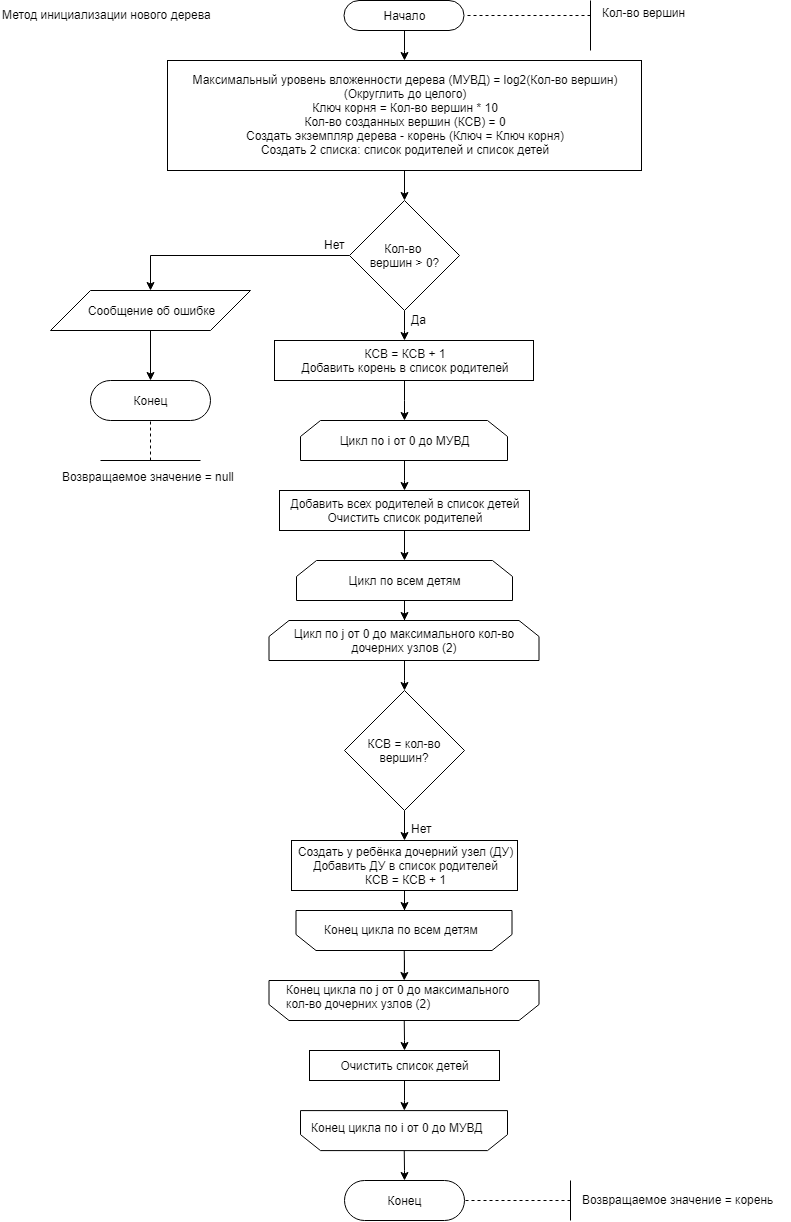 Метод инициализации нового дерева
Начало
Кол-во вершин
Максимальный уровень вложенности дерева (МУВД) = log2(Кол-во вершин)
(Округлить до целого)
Ключ корня = Кол-во вершин * 10
Кол-во созданных вершин (КСВ) = 0
Создать экземпляр дерева - корень (Ключ = Ключ корня)
Создать 2 списка: список родителей и список детей
Кол-во
вершин > 0?
Нет
Сообщение об ошибке
Конец
Возвращаемое значение = null
Да
КСВ = КСВ + 1
Добавить корень в список родителей
Цикл по i от 0 до МУВД
Добавить всех родителей в список детей
Очистить список родителей
Цикл по всем детям
Цикл по j от 0 до максимального кол-во
дочерних узлов (2)
КСВ = кол-во
вершин?
Нет
Создать у ребёнка дочерний узел (ДУ)
Добавить ДУ в список родителей
КСВ = КСВ + 1
Конец цикла по всем детям
Конец цикла по j от 0 до максимального
кол-во дочерних узлов (2)
Очистить список детей
Конец цикла по i от 0 до МУВД
Конец
Возвращаемое значение = корень